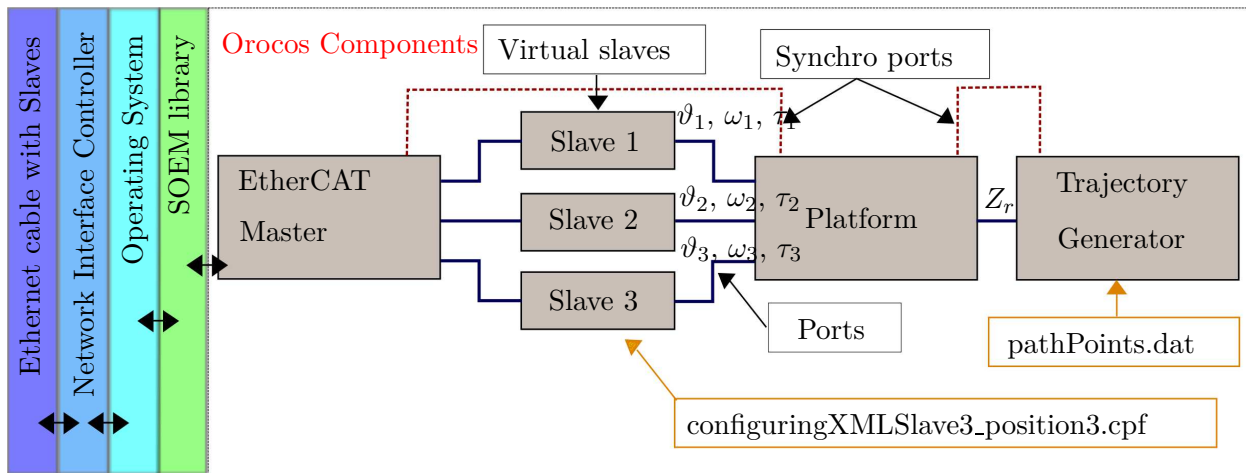 Ethernet cable with Slaves
Network Interface Controller
Operating System
SOEM library
Orocos Components
Virtual slaves
Synchro ports
EtherCAT
Master
Slave 1
Slave 2
Slave 3
ϑ₁, ω₁, τ₁
ϑ₂, ω₂, τ₂
ϑ₃, ω₃, τ₃
Platform
Zᵣ
Trajectory
Generator
Ports
pathPoints.dat
configuringXMLSlave3_position3.cpf